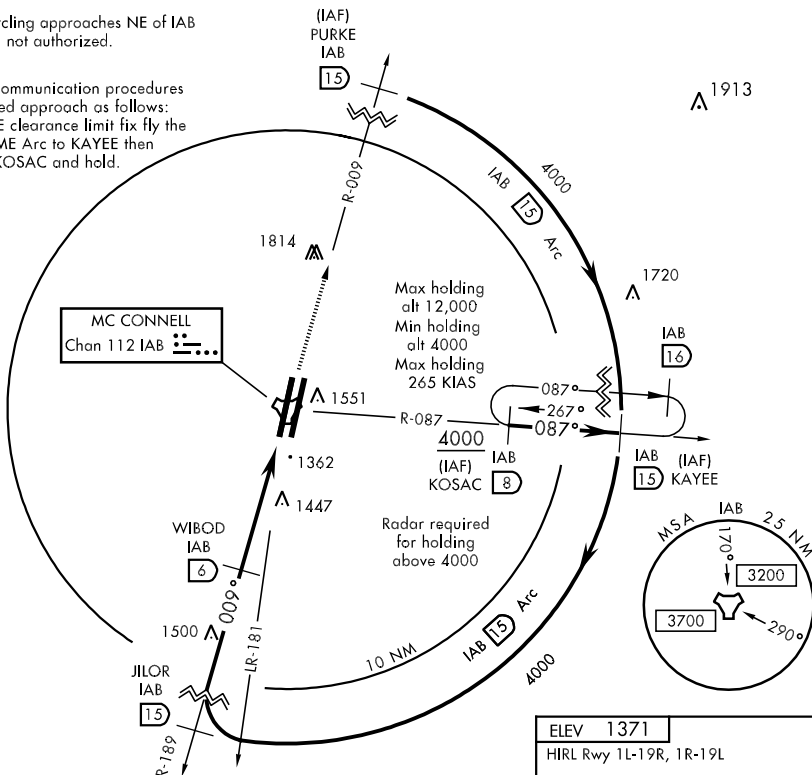 cling approaches NE of IAB
not authorized.
ommunication procedures
ed approach as follows:
E clearance limit fix fly the
ME Arc to KAYEE then
KOSAC and hold.
(IAF)
PURKE
IAB
15
1913
R-009
IAB 15 Arc
4000
1814
1720
Max holding
alt 12,000
Min holding
alt 4000
Max holding
265 KIAS
MC CONNELL
Chan 112 IAB
IAB
16
1551
087°
267°
R-087
087°
4000
(IAF)
KOSAC
IAB
8
IAB
15
(IAF)
KAYEE
1362
1447
Radar required
for holding
above 4000
WIBOD
IAB
6
MSA IAB 25 NM
170°
3200
3700
290°
009°
1500
LR-181
10 NM
IAB 15 Arc
4000
JILOR
IAB
15
R-189
ELEV 1371
HIRL Rwy 1L-19R, 1R-19L